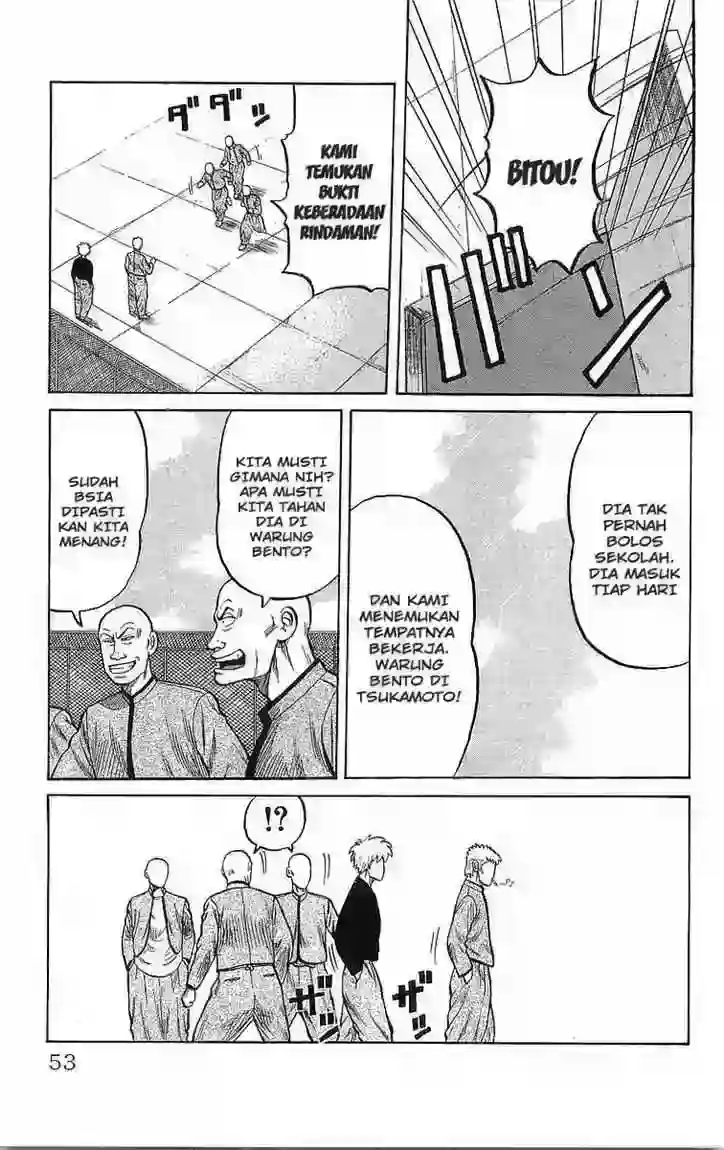 BITOU!
KAMI
TEMUKAN
BUKTI
KEBERADAAN
RINDAMAN!
ダダッ
DIA TAK
PERNAH
BOLOS
SEKOLAH.
DIA MASUK
TIAP HARI
DAN KAMI
MENEMUKAN
TEMPATNYA
BEKERJA.
WARUNG
BENTO DI
TSUKAMOTO!
KITA MUSTI
GIMANA NIH?
APA MUSTI
KITA TAHAN
DIA DI
WARUNG
BENTO?
SUDAH
BSIA
DIPASTI
KAN KITA
MENANG!
!?
ザッ
ザッ
53